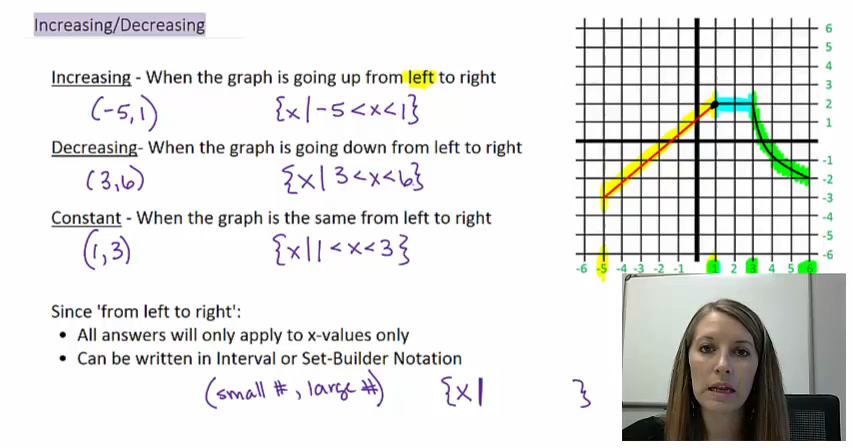 Increasing/Decreasing
Increasing - When the graph is going up from left to right
(-5,1) {x|-5<x<1}
Decreasing- When the graph is going down from left to right
(3,6) {x|3<x<6}
Constant - When the graph is the same from left to right
(1,3) {x|1<x<3}
Since 'from left to right':
• All answers will only apply to x-values only
• Can be written in Interval or Set-Builder Notation
(small #, large #) {x| }
6
5
4
3
2
1
-1
-2
-3
-4
-5
-6
-6 -5 -4 -3 -2 -1 1 2 3 4 5 6